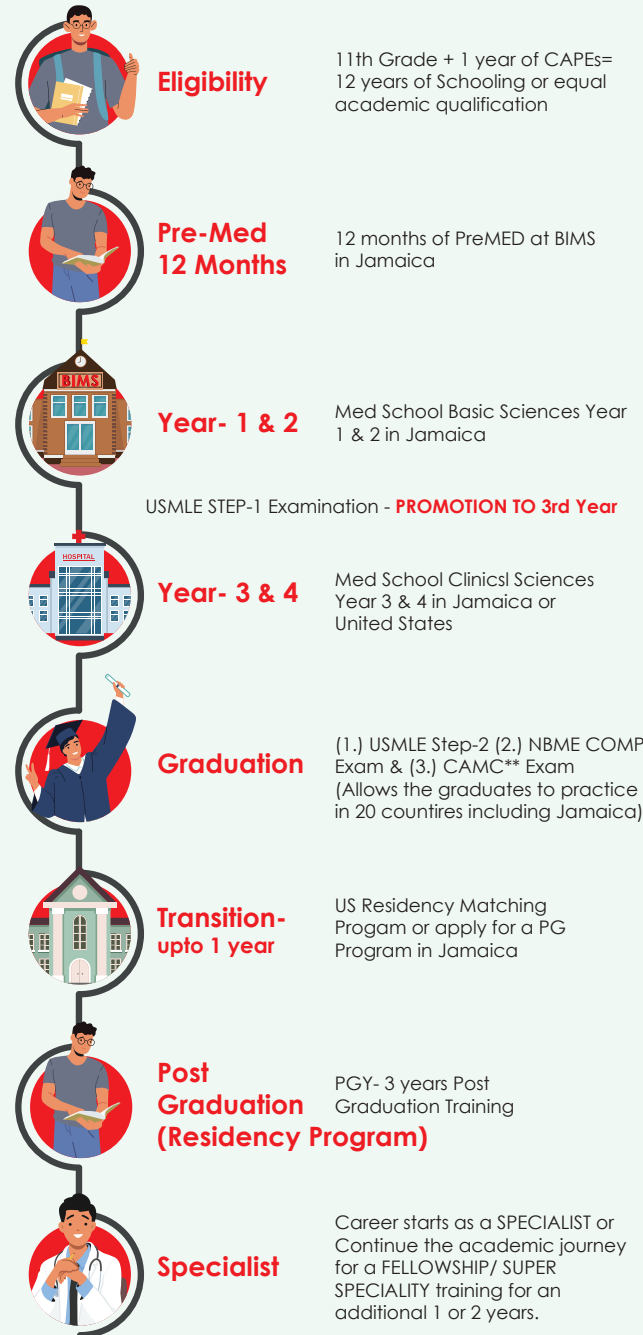 Eligibility
11th Grade + 1 year of CAPEs=
12 years of Schooling or equal
academic qualification
Pre-Med
12 Months
12 months of PreMED at BIMS
in Jamaica
BIMS
Year- 1 & 2
Med School Basic Sciences Year
1 & 2 in Jamaica
USMLE STEP-1 Examination - PROMOTION TO 3rd Year
HOSPITAL
Year- 3 & 4
Med School Clinicsl Sciences
Year 3 & 4 in Jamaica or
United States
Graduation
(1.) USMLE Step-2 (2.) NBME COMP
Exam & (3.) CAMC** Exam
(Allows the graduates to practice
in 20 countires including Jamaica)
Transition-
upto 1 year
US Residency Matching
Progam or apply for a PG
Program in Jamaica
Post
Graduation
(Residency Program)
PGY- 3 years Post
Graduation Training
Specialist
Career starts as a SPECIALIST or
Continue the academic journey
for a FELLOWSHIP/ SUPER
SPECIALITY training for an
additional 1 or 2 years.